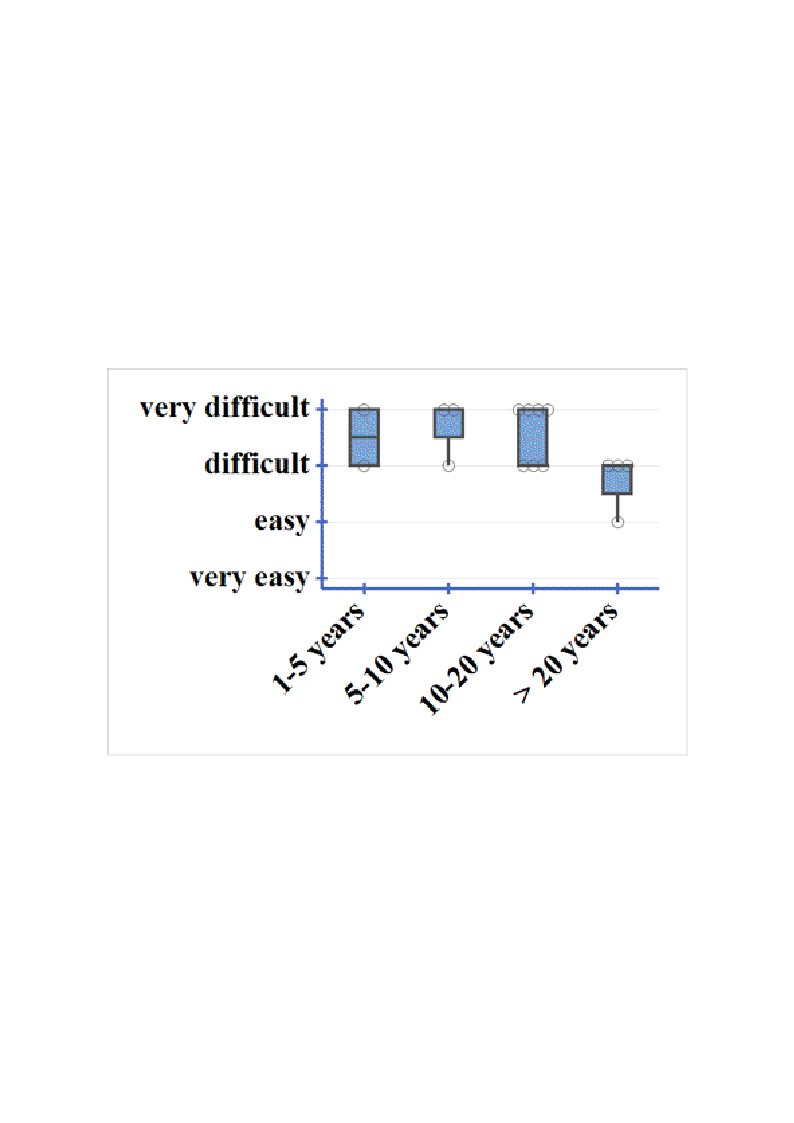 very difficult
difficult
easy
very easy
1-5 years
5-10 years
10-20 years
> 20 years